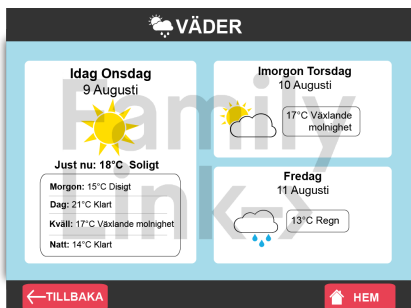 VÄDER
Idag Onsdag
9 Augusti
Just nu: 18°C Soligt
Morgon: 15°C Disigt
Dag: 21°C Klart
Kväll: 17°C Växlande molnighet
Natt: 14°C Klart
Imorgon Torsdag
10 Augusti
17°C Växlande
molnighet
Fredag
11 Augusti
13°C Regn
Family
Link->
TILLBAKA
HEM